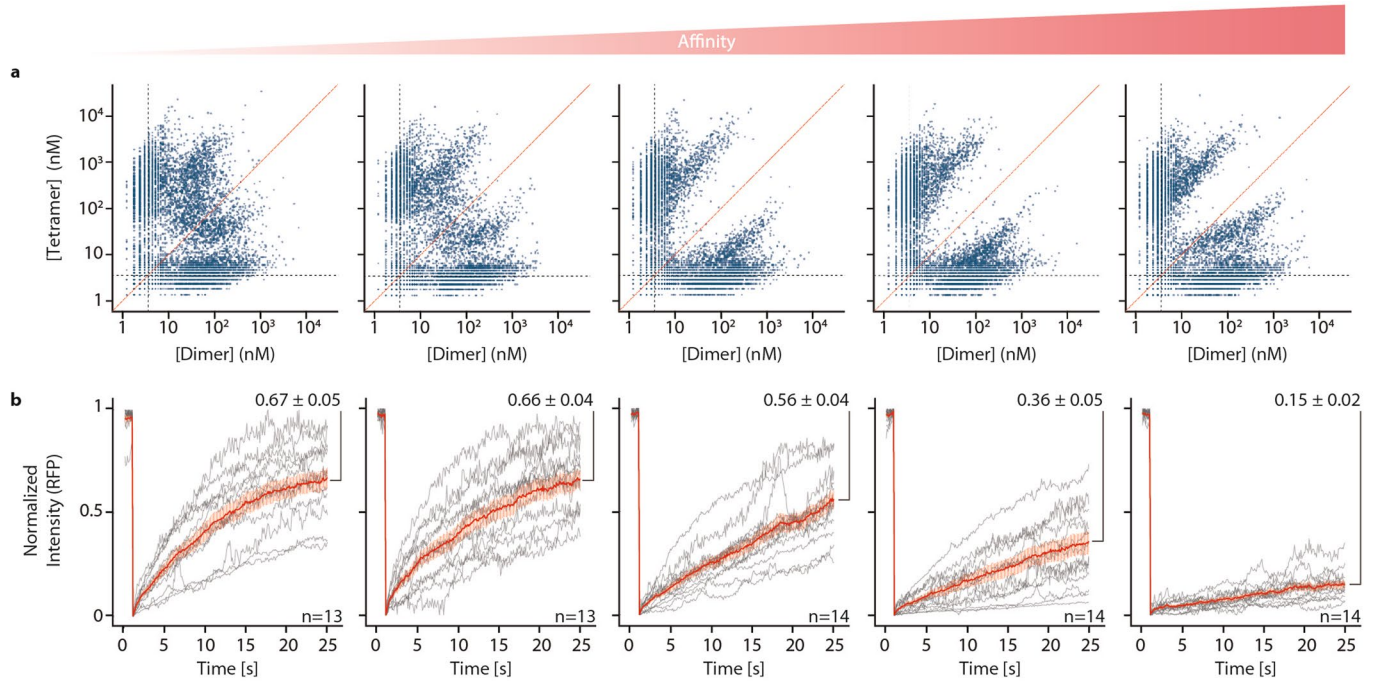 Affinity
a
[Tetramer] (nM)
10⁴
10³
10²
10
1
1 10 10² 10³ 10⁴
1 10 10² 10³ 10⁴
1 10 10² 10³ 10⁴
1 10 10² 10³ 10⁴
1 10 10² 10³ 10⁴
[Dimer] (nM)
[Dimer] (nM)
[Dimer] (nM)
[Dimer] (nM)
[Dimer] (nM)
b
Normalized
Intensity (RFP)
1
0.5
0
0.67 ± 0.05
0.66 ± 0.04
0.56 ± 0.04
0.36 ± 0.05
0.15 ± 0.02
n=13
n=13
n=14
n=14
n=14
0 5 10 15 20 25
0 5 10 15 20 25
0 5 10 15 20 25
0 5 10 15 20 25
0 5 10 15 20 25
Time [s]
Time [s]
Time [s]
Time [s]
Time [s]